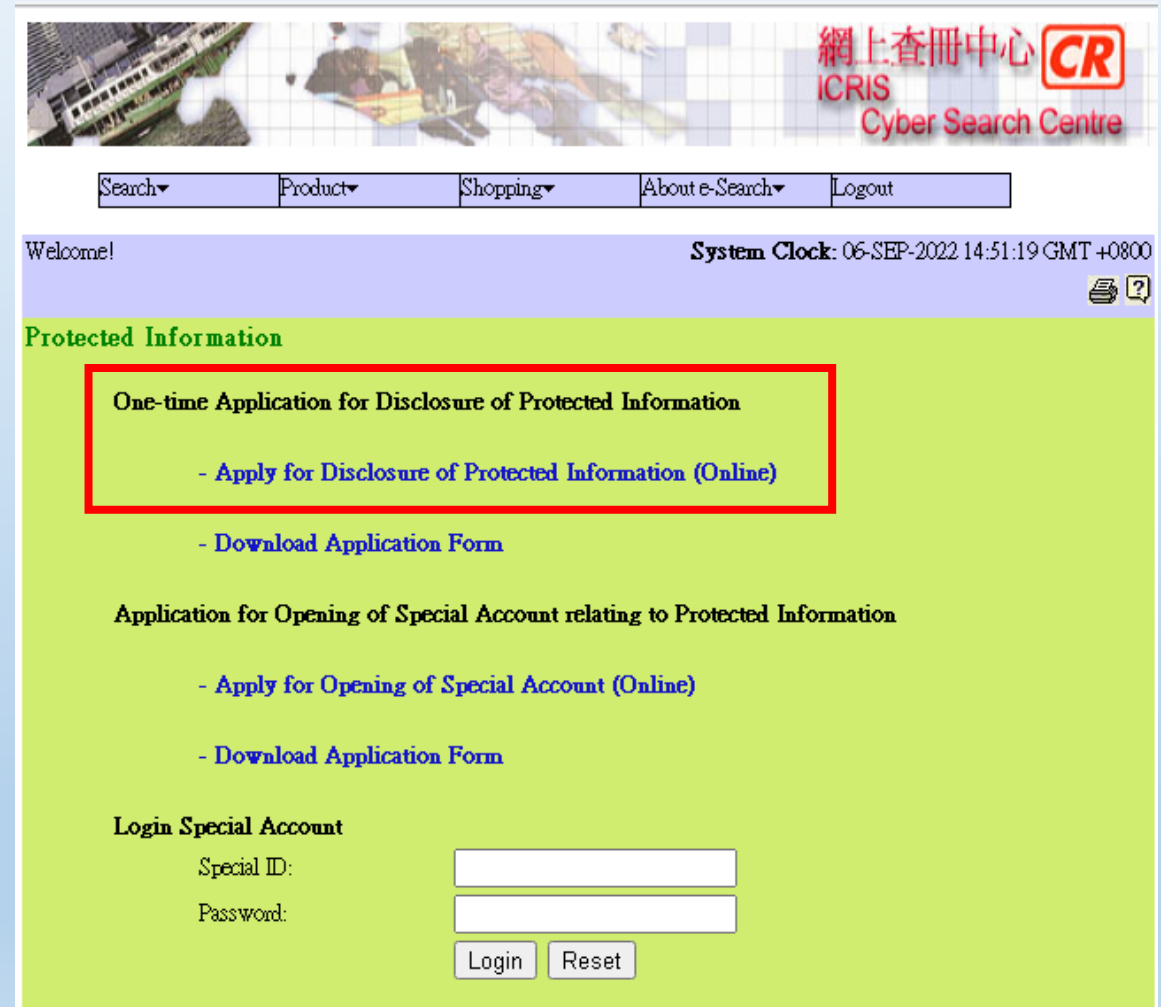 網上查冊中心 CR
ICRIS
Cyber Search Centre
Search Product Shopping About e-Search Logout
Welcome! System Clock: 06-SEP-2022 14:51:19 GMT +0800
?
Protected Information
One-time Application for Disclosure of Protected Information
- Apply for Disclosure of Protected Information (Online)
- Download Application Form
Application for Opening of Special Account relating to Protected Information
- Apply for Opening of Special Account (Online)
- Download Application Form
Login Special Account
Special ID:
Password:
Login Reset